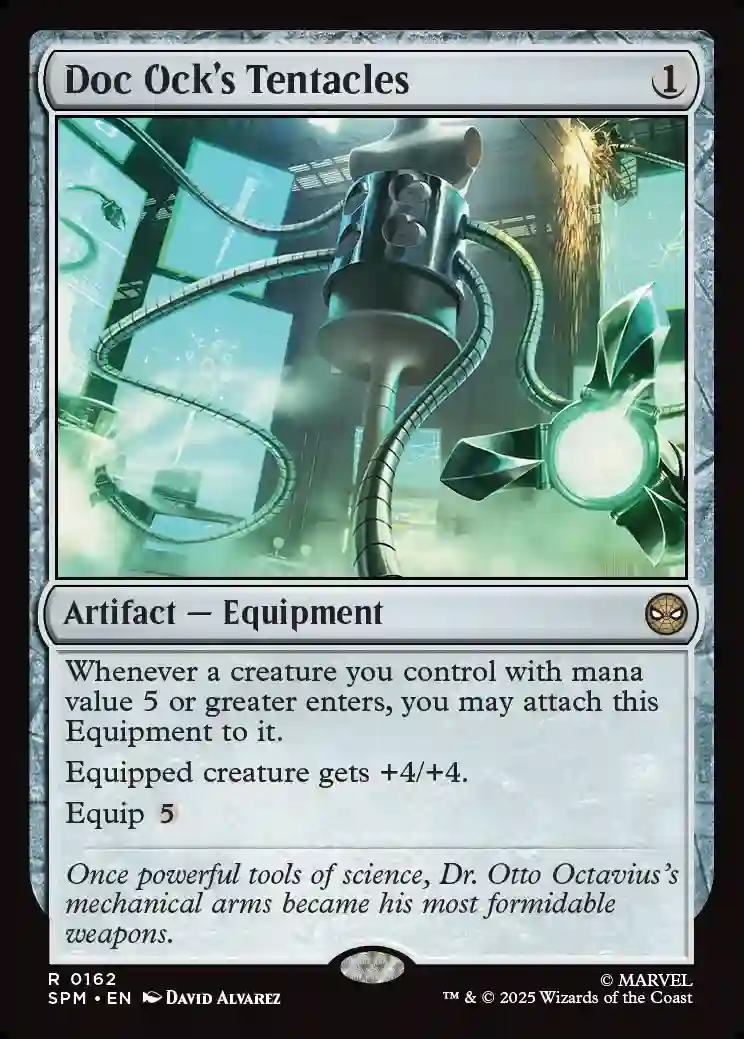 Doc Ock's Tentacles 1
Artifact — Equipment
Whenever a creature you control with mana
value 5 or greater enters, you may attach this
Equipment to it.
Equipped creature gets +4/+4.
Equip 5
Once powerful tools of science, Dr. Otto Octavius's
mechanical arms became his most formidable
weapons.
R 0162 © MARVEL
SPM • EN DAVID ALVAREZ ™ & © 2025 Wizards of the Coast